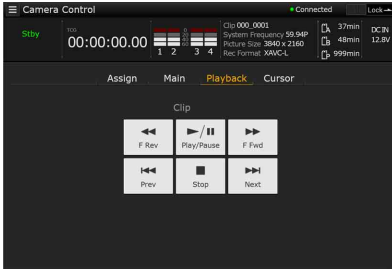 Camera Control
Connected
Lock
Stby
TCG
00:00:00.00
1 2 3 4
Clip 000_0001
System Frequency 59.94P
Picture Size 3840 x 2160
Rec Format XAVC-L
A 37min
B 48min
P 999min
DC IN
12.8V
Assign Main Playback Cursor
Clip
F Rev
Play/Pause
F Fwd
Prev
Stop
Next